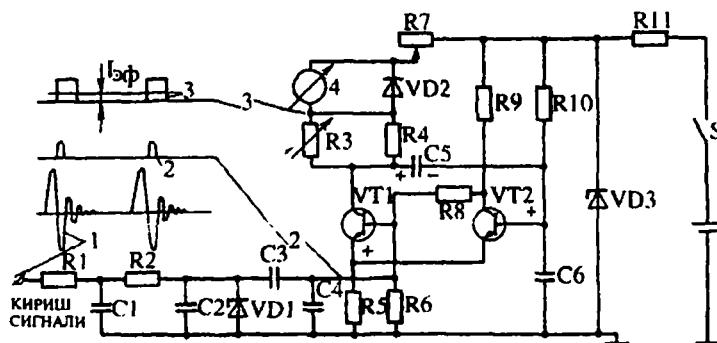 R7
R11
Iэф
3
3
4
VD2
R9
R10
S
R3
R4
C5
+
−
2
VT1
R8
VT2
+
VD3
1
2
C3
+
R1
R2
C6
КИРИШ
СИГНАЛИ
C1
C2
VD1
C4
R5
R6